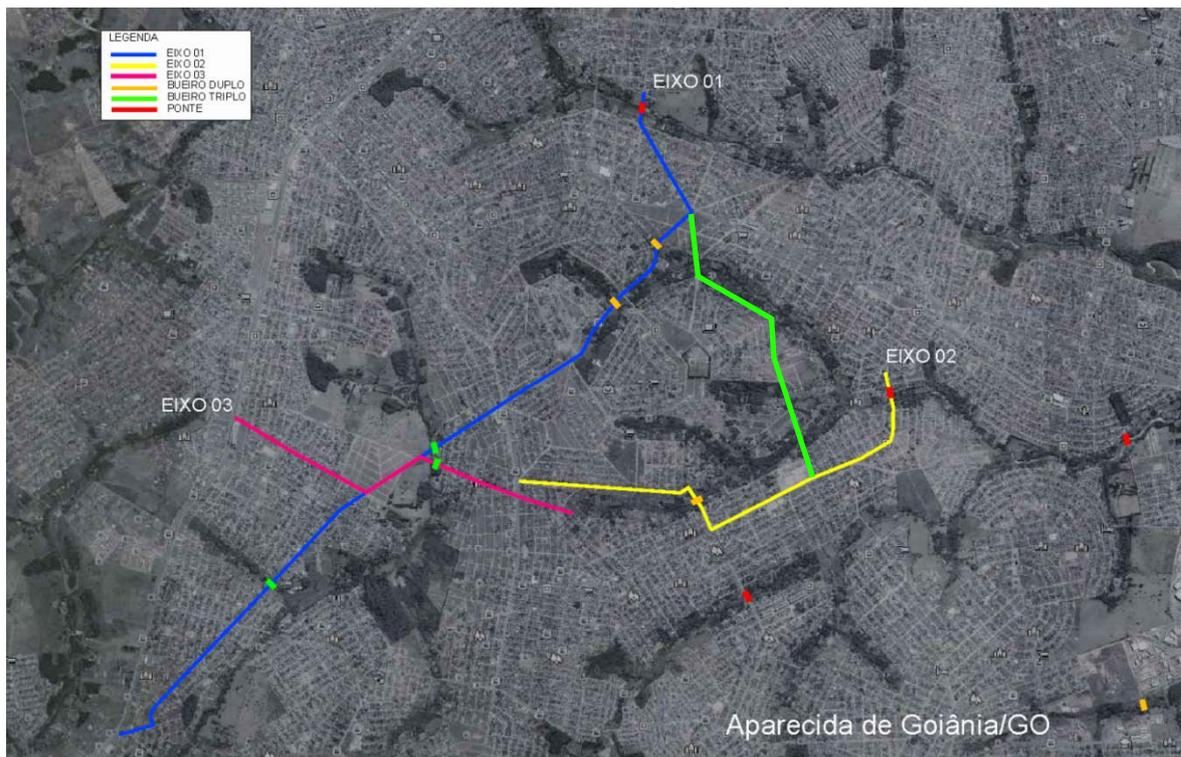 LEGENDA
EIXO 01
EIXO 02
EIXO 03
BUEIRO DUPLO
BUEIRO TRIPLO
PONTE
EIXO 01
EIXO 02
EIXO 03
Aparecida de Goiânia/GO